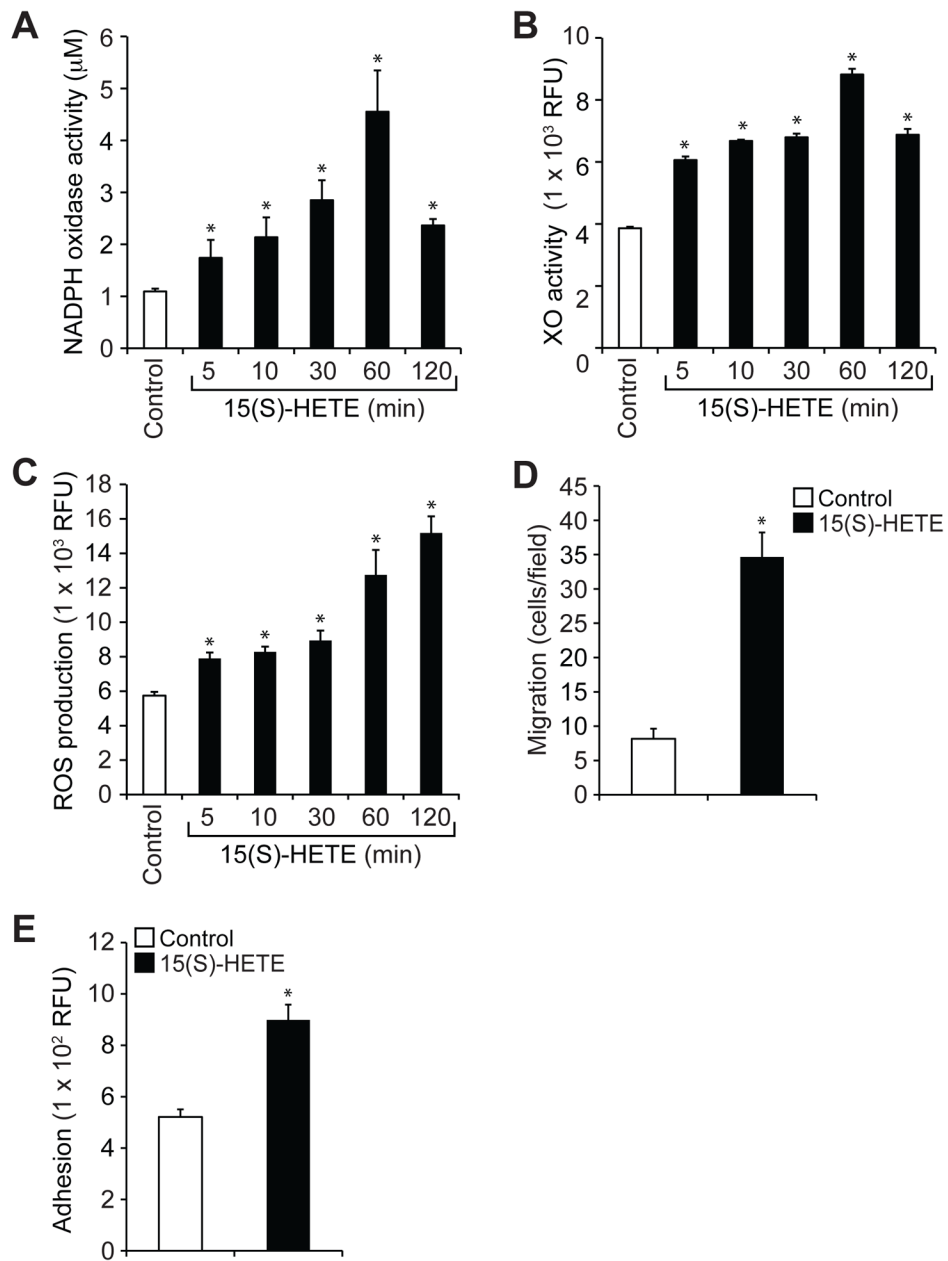 A
NADPH oxidase activity (μM)
6
5
4
3
2
1
0
* * * * *
Control
5 10 30 60 120
15(S)-HETE (min)
B
XO activity (1 x 10³ RFU)
10
8
6
4
2
0
* * * * *
Control
5 10 30 60 120
15(S)-HETE (min)
C
ROS production (1 x 10³ RFU)
18
16
14
12
10
8
6
4
2
0
* * * * *
Control
5 10 30 60 120
15(S)-HETE (min)
D
Migration (cells/field)
45
40
35
30
25
20
15
10
5
0
*
Control
15(S)-HETE
E
Adhesion (1 x 10² RFU)
12
10
8
6
4
2
0
Control
15(S)-HETE
*